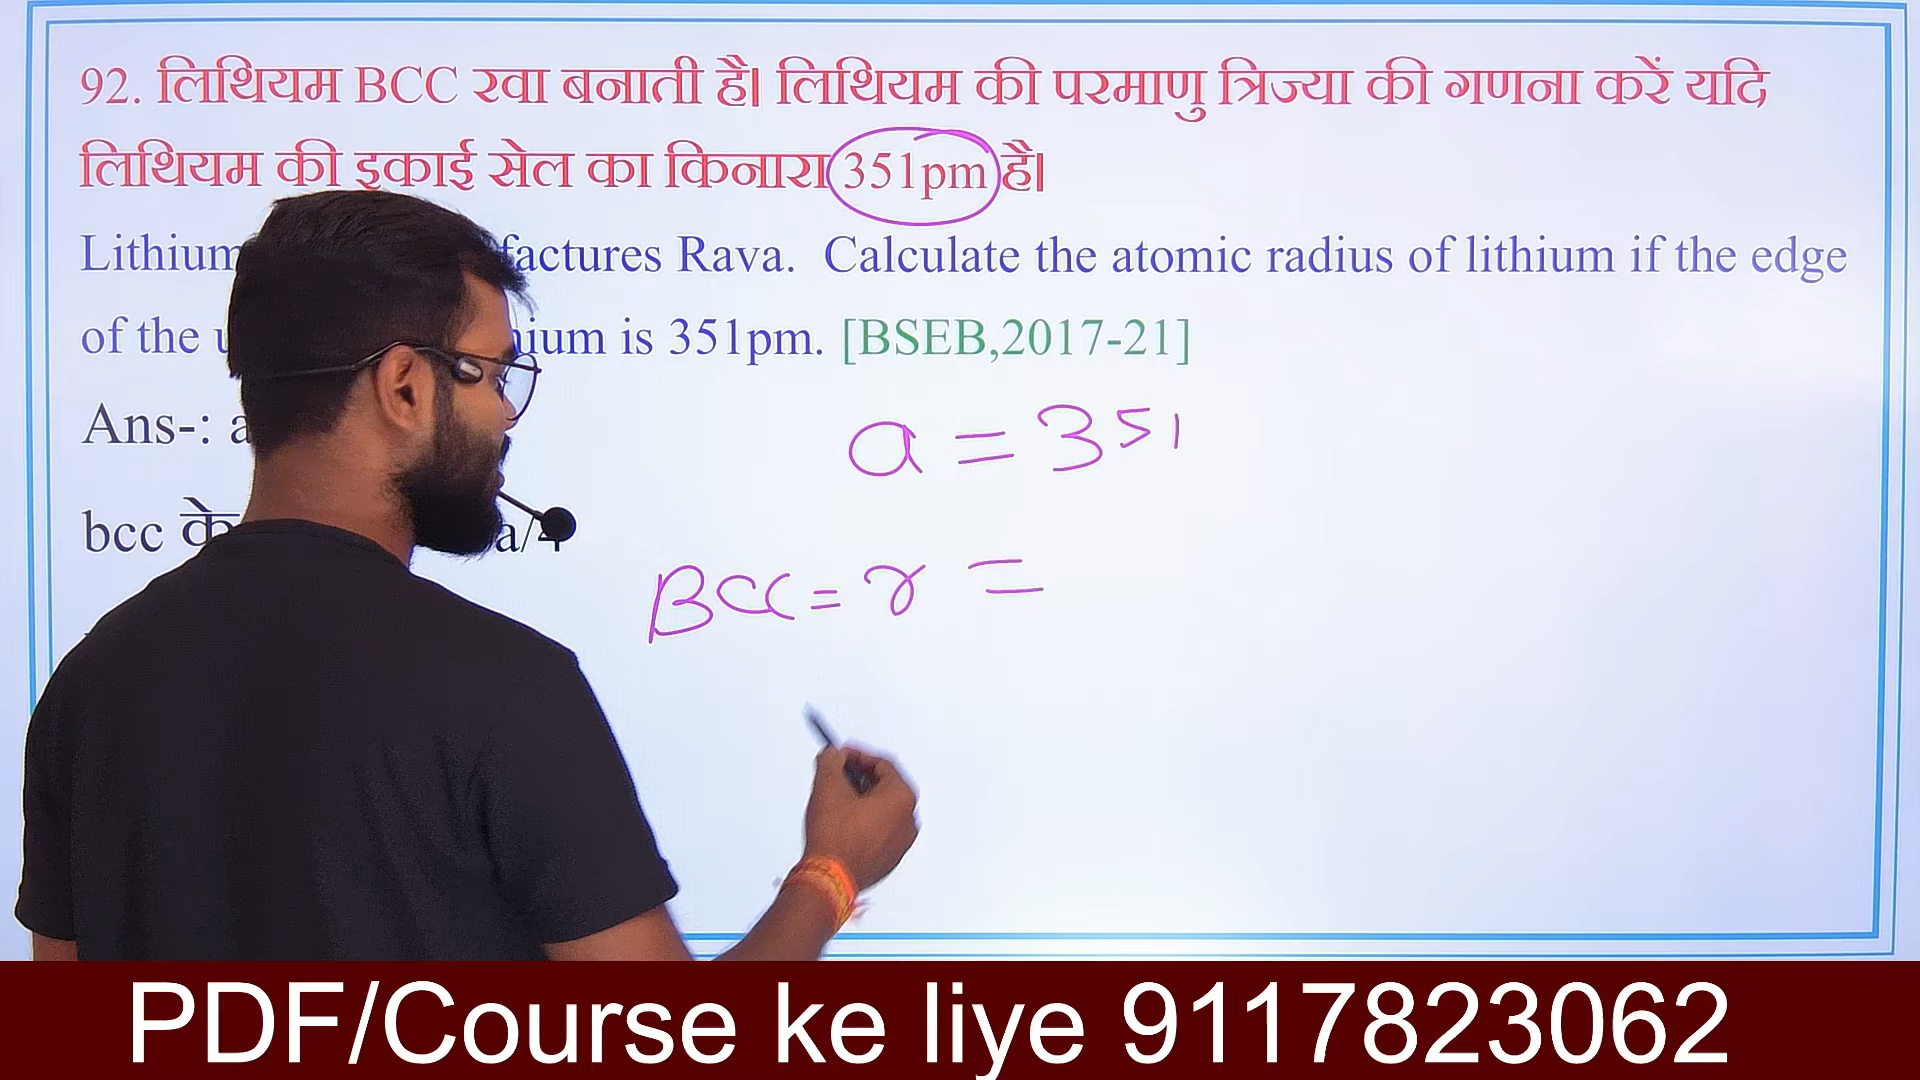 92. लिथियम BCC रवा बनाती है। लिथियम की परमाणु त्रिज्या की गणना करें यदि
लिथियम की इकाई सेल का किनारा 351pm है।
Lithium factures Rava. Calculate the atomic radius of lithium if the edge
of the u ium is 351pm. [BSEB,2017-21]
Ans-: a
a = 351
bcc के a/4
BCC = r =
PDF/Course ke liye 9117823062